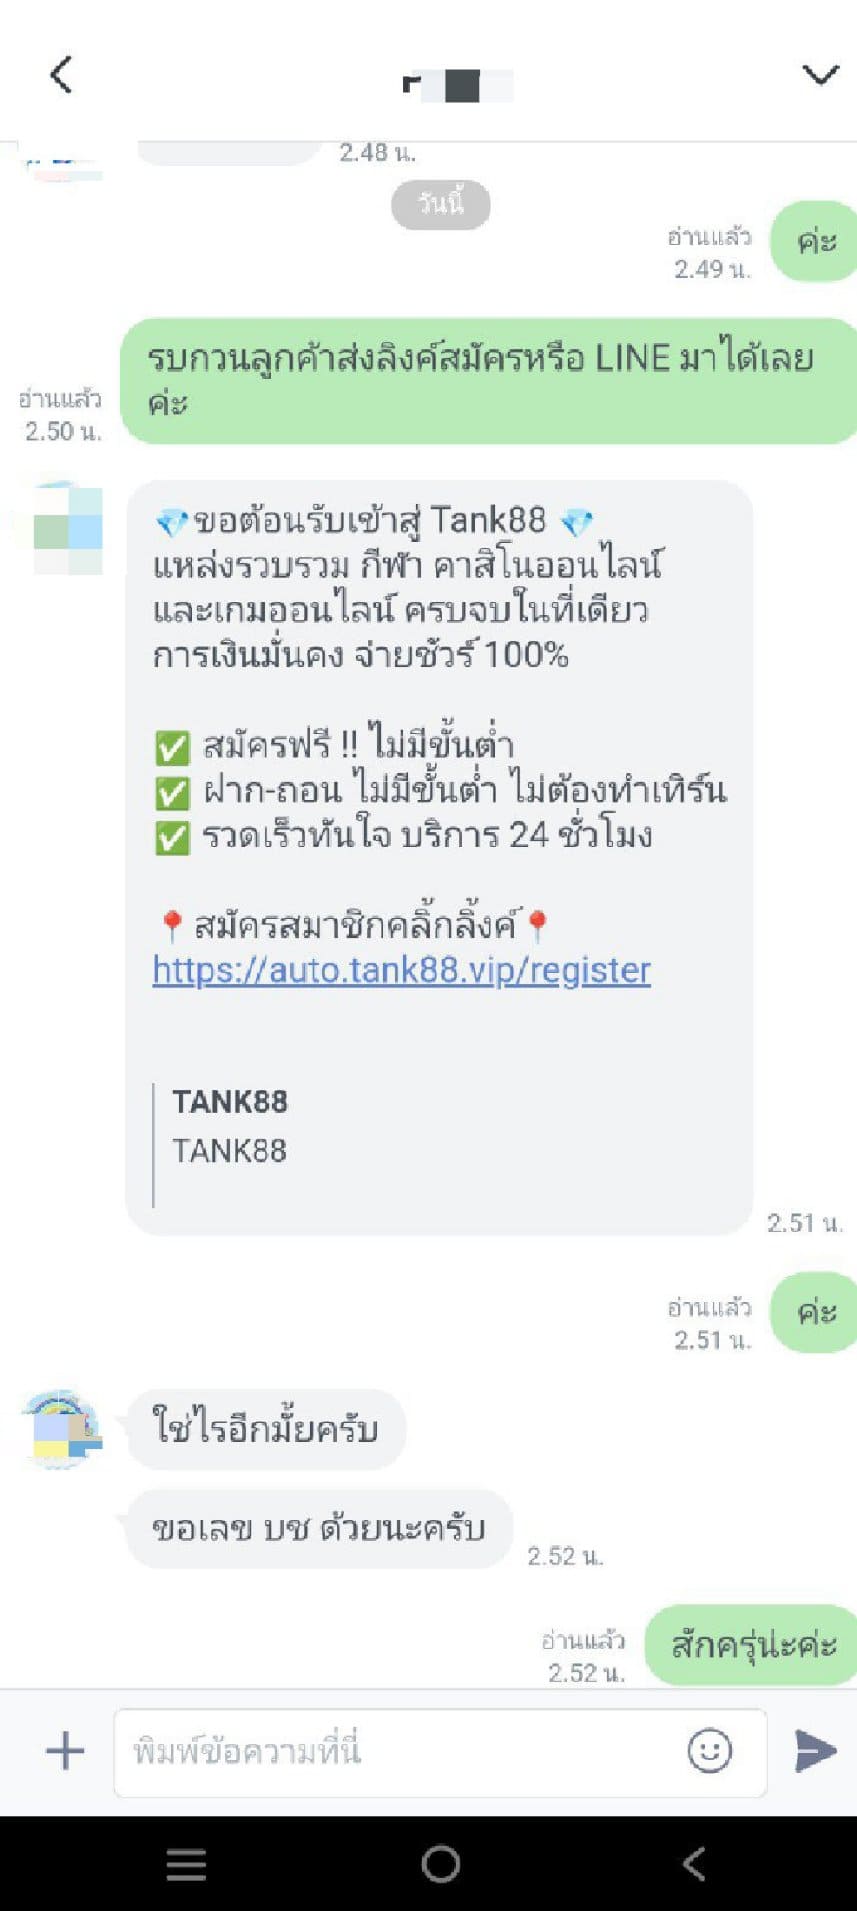 2.48 น.
วันนี้
อ่านแล้ว
2.49 น.
ค่ะ
รบกวนลูกค้าส่งลิงค์สมัครหรือ LINE มาได้เลย
ค่ะ
อ่านแล้ว
2.50 น.
💎ขอต้อนรับเข้าสู่ Tank88 💎
แหล่งรวบรวม กีฬา คาสิโนออนไลน์
และเกมออนไลน์ ครบจบในที่เดียว
การเงินมั่นคง จ่ายชัวร์ 100%
✅ สมัครฟรี !! ไม่มีขั้นต่ำ
✅ ฝาก-ถอน ไม่มีขั้นต่ำ ไม่ต้องทำเทิร์น
✅ รวดเร็วทันใจ บริการ 24 ชั่วโมง
📍สมัครสมาชิกคลิ้กลิ้งค์📍
https://auto.tank88.vip/register
TANK88
TANK88
2.51 น.
อ่านแล้ว
2.51 น.
ค่ะ
ใช่ไรอีกมั้ยครับ
ขอเลข บช ด้วยนะครับ
2.52 น.
อ่านแล้ว
2.52 น.
สักครุ่น่ะค่ะ
พิมพ์ข้อความที่นี่